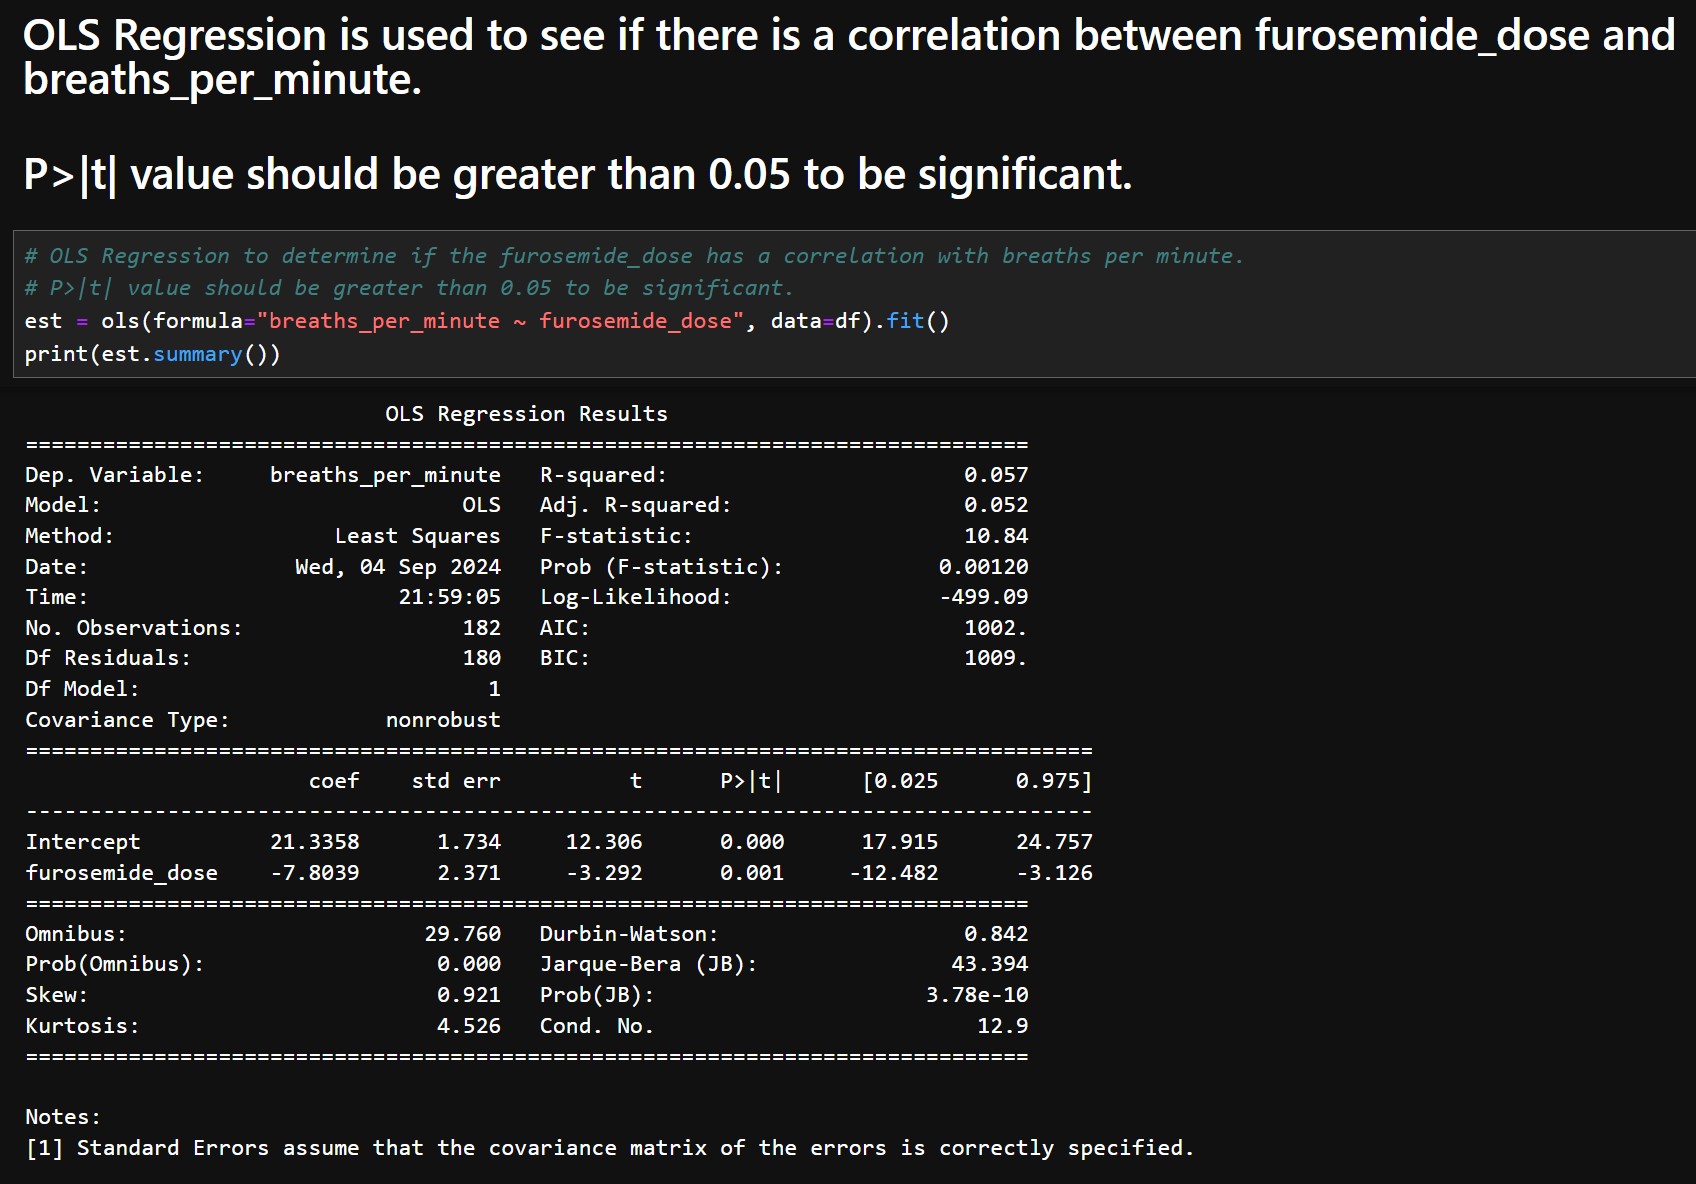 OLS Regression is used to see if there is a correlation between furosemide_dose and
breaths_per_minute.
P>|t| value should be greater than 0.05 to be significant.
# OLS Regression to determine if the furosemide_dose has a correlation with breaths per minute.
# P>|t| value should be greater than 0.05 to be significant.
est = ols(formula="breaths_per_minute ~ furosemide_dose", data=df).fit()
print(est.summary())
OLS Regression Results
==============================================================================
Dep. Variable:     breaths_per_minute   R-squared:                       0.057
Model:                            OLS   Adj. R-squared:                  0.052
Method:                 Least Squares   F-statistic:                     10.84
Date:                Wed, 04 Sep 2024   Prob (F-statistic):            0.00120
Time:                        21:59:05   Log-Likelihood:                -499.09
No. Observations:                 182   AIC:                             1002.
Df Residuals:                     180   BIC:                             1009.
Df Model:                           1
Covariance Type:            nonrobust
===================================================================================
                      coef    std err          t      P>|t|      [0.025      0.975]
-----------------------------------------------------------------------------------
Intercept          21.3358      1.734     12.306      0.000      17.915      24.757
furosemide_dose    -7.8039      2.371     -3.292      0.001     -12.482      -3.126
==============================================================================
Omnibus:                       29.760   Durbin-Watson:                   0.842
Prob(Omnibus):                  0.000   Jarque-Bera (JB):               43.394
Skew:                           0.921   Prob(JB):                     3.78e-10
Kurtosis:                       4.526   Cond. No.                         12.9
==============================================================================
Notes:
[1] Standard Errors assume that the covariance matrix of the errors is correctly specified.